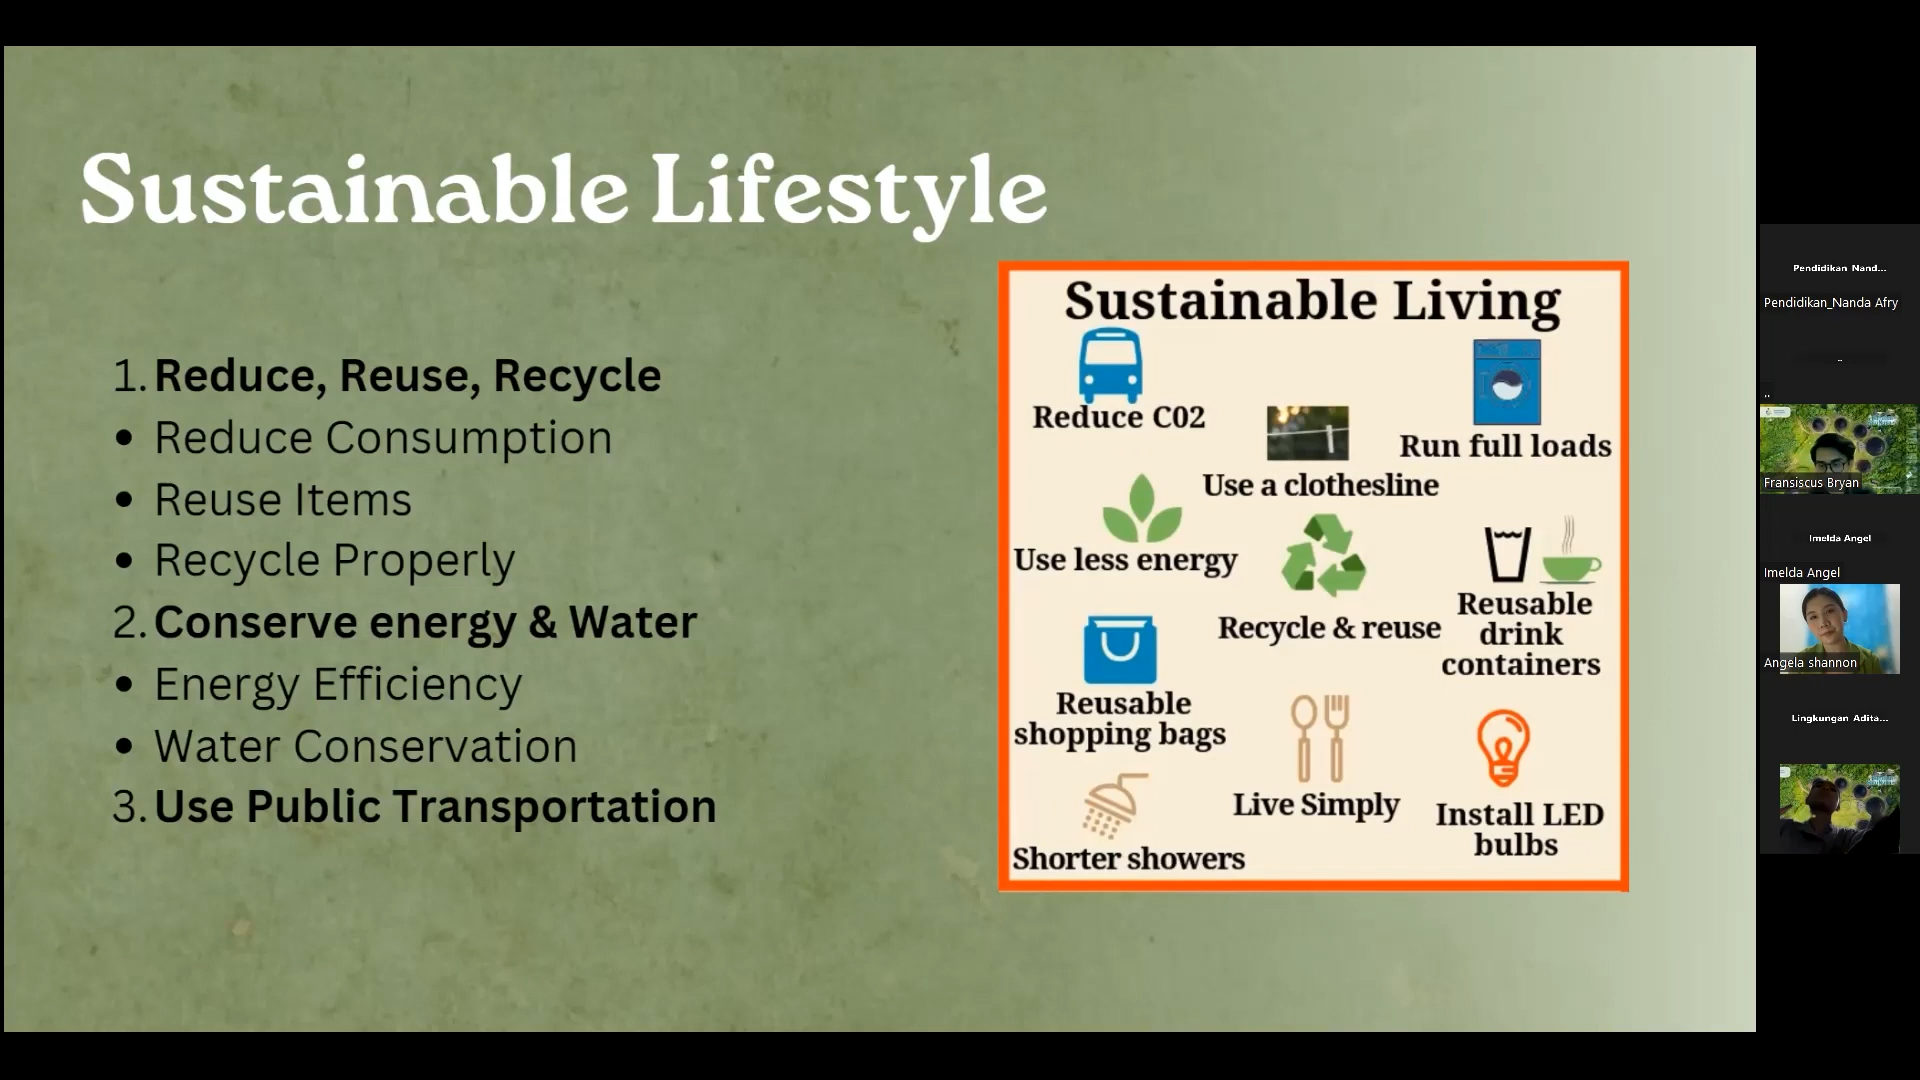 Sustainable Lifestyle
1. Reduce, Reuse, Recycle
• Reduce Consumption
• Reuse Items
• Recycle Properly
2. Conserve energy & Water
• Energy Efficiency
• Water Conservation
3. Use Public Transportation
Sustainable Living
Reduce C02
Run full loads
Use a clothesline
Use less energy
Recycle & reuse
Reusable
drink
containers
Reusable
shopping bags
Live Simply
Install LED
bulbs
Shorter showers
Pendidikan Nand...
Pendidikan_Nanda Afry
..
..
Fransiscus Bryan
Imelda Angel
Imelda Angel
Angela shannon
Lingkungan Adita...